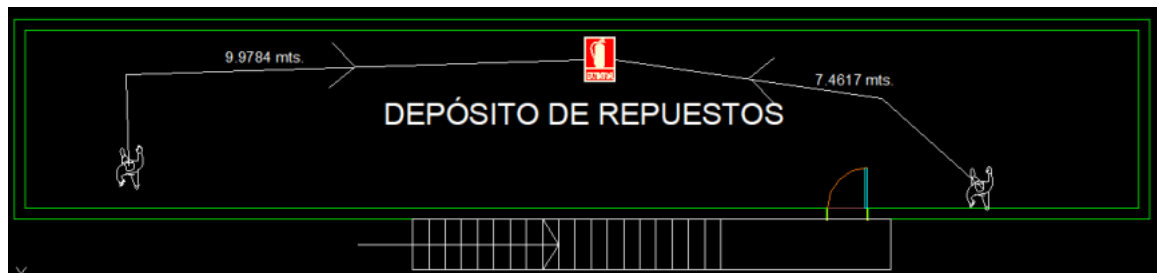 9.9784 mts.
7.4617 mts.
DEPÓSITO DE REPUESTOS